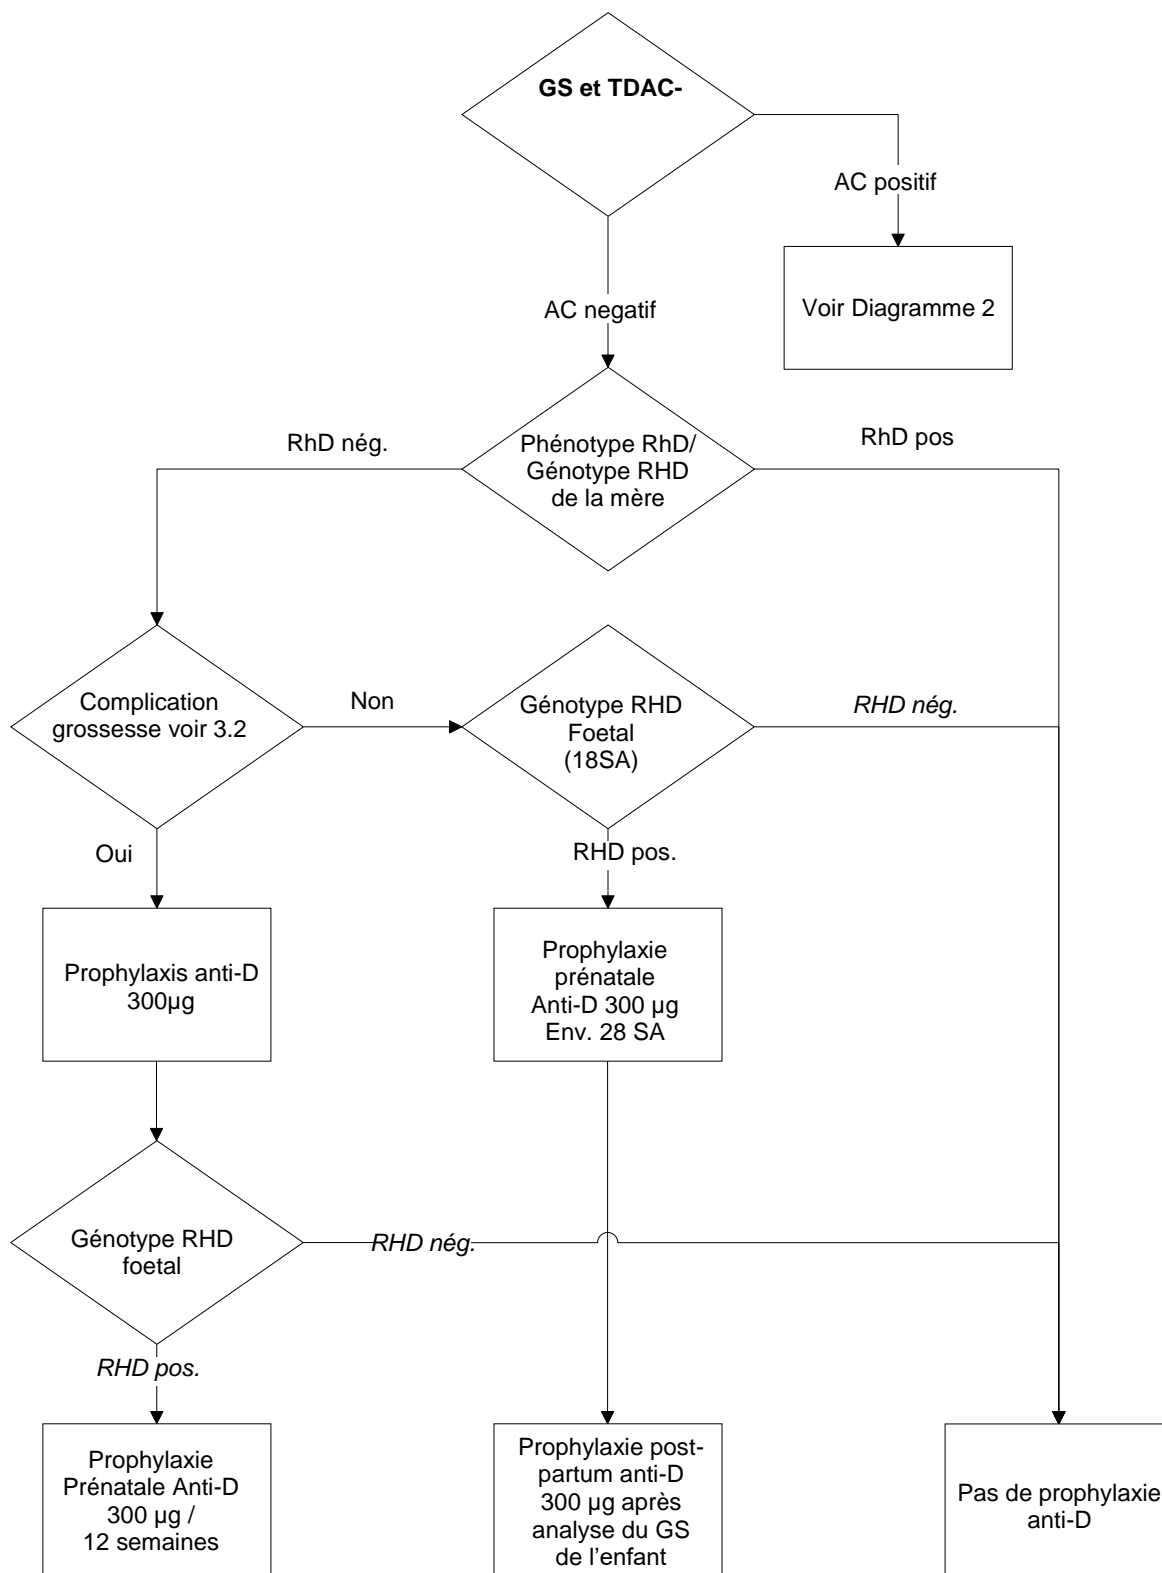 GS et TDAC-
AC positif
Voir Diagramme 2
AC negatif
RhD nég.
Phénotype RhD/
Génotype RHD
de la mère
RhD pos
Complication
grossesse voir 3.2
Non
Génotype RHD
Foetal
(18SA)
RHD nég.
Oui
RHD pos.
Prophylaxis anti-D
300µg
Prophylaxie
prénatale
Anti-D 300 µg
Env. 28 SA
Génotype RHD
foetal
RHD nég.
RHD pos.
Prophylaxie
Prénatale Anti-D
300 µg /
12 semaines
Prophylaxie post-
partum anti-D
300 µg après
analyse du GS
de l'enfant
Pas de prophylaxie
anti-D